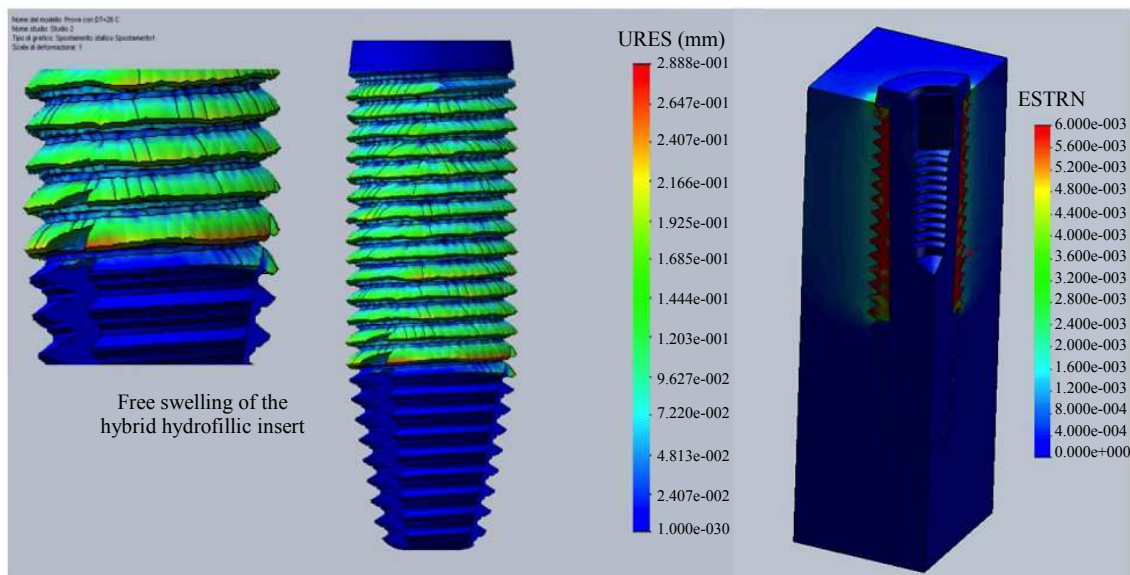 Nome del modello: Prova con DT=28 C
Nome studio: Studio 2
Tipo di grafico: Spostamento statico Spostamento1
Scala di deformazione: 1
URES (mm)
2.888e-001
2.647e-001
2.407e-001
2.166e-001
1.925e-001
1.685e-001
1.444e-001
1.203e-001
9.627e-002
7.220e-002
4.813e-002
2.407e-002
1.000e-030
ESTRN
6.000e-003
5.600e-003
5.200e-003
4.800e-003
4.400e-003
4.000e-003
3.600e-003
3.200e-003
2.800e-003
2.400e-003
2.000e-003
1.600e-003
1.200e-003
8.000e-004
4.000e-004
0.000e+000
Free swelling of the
hybrid hydrofillic insert